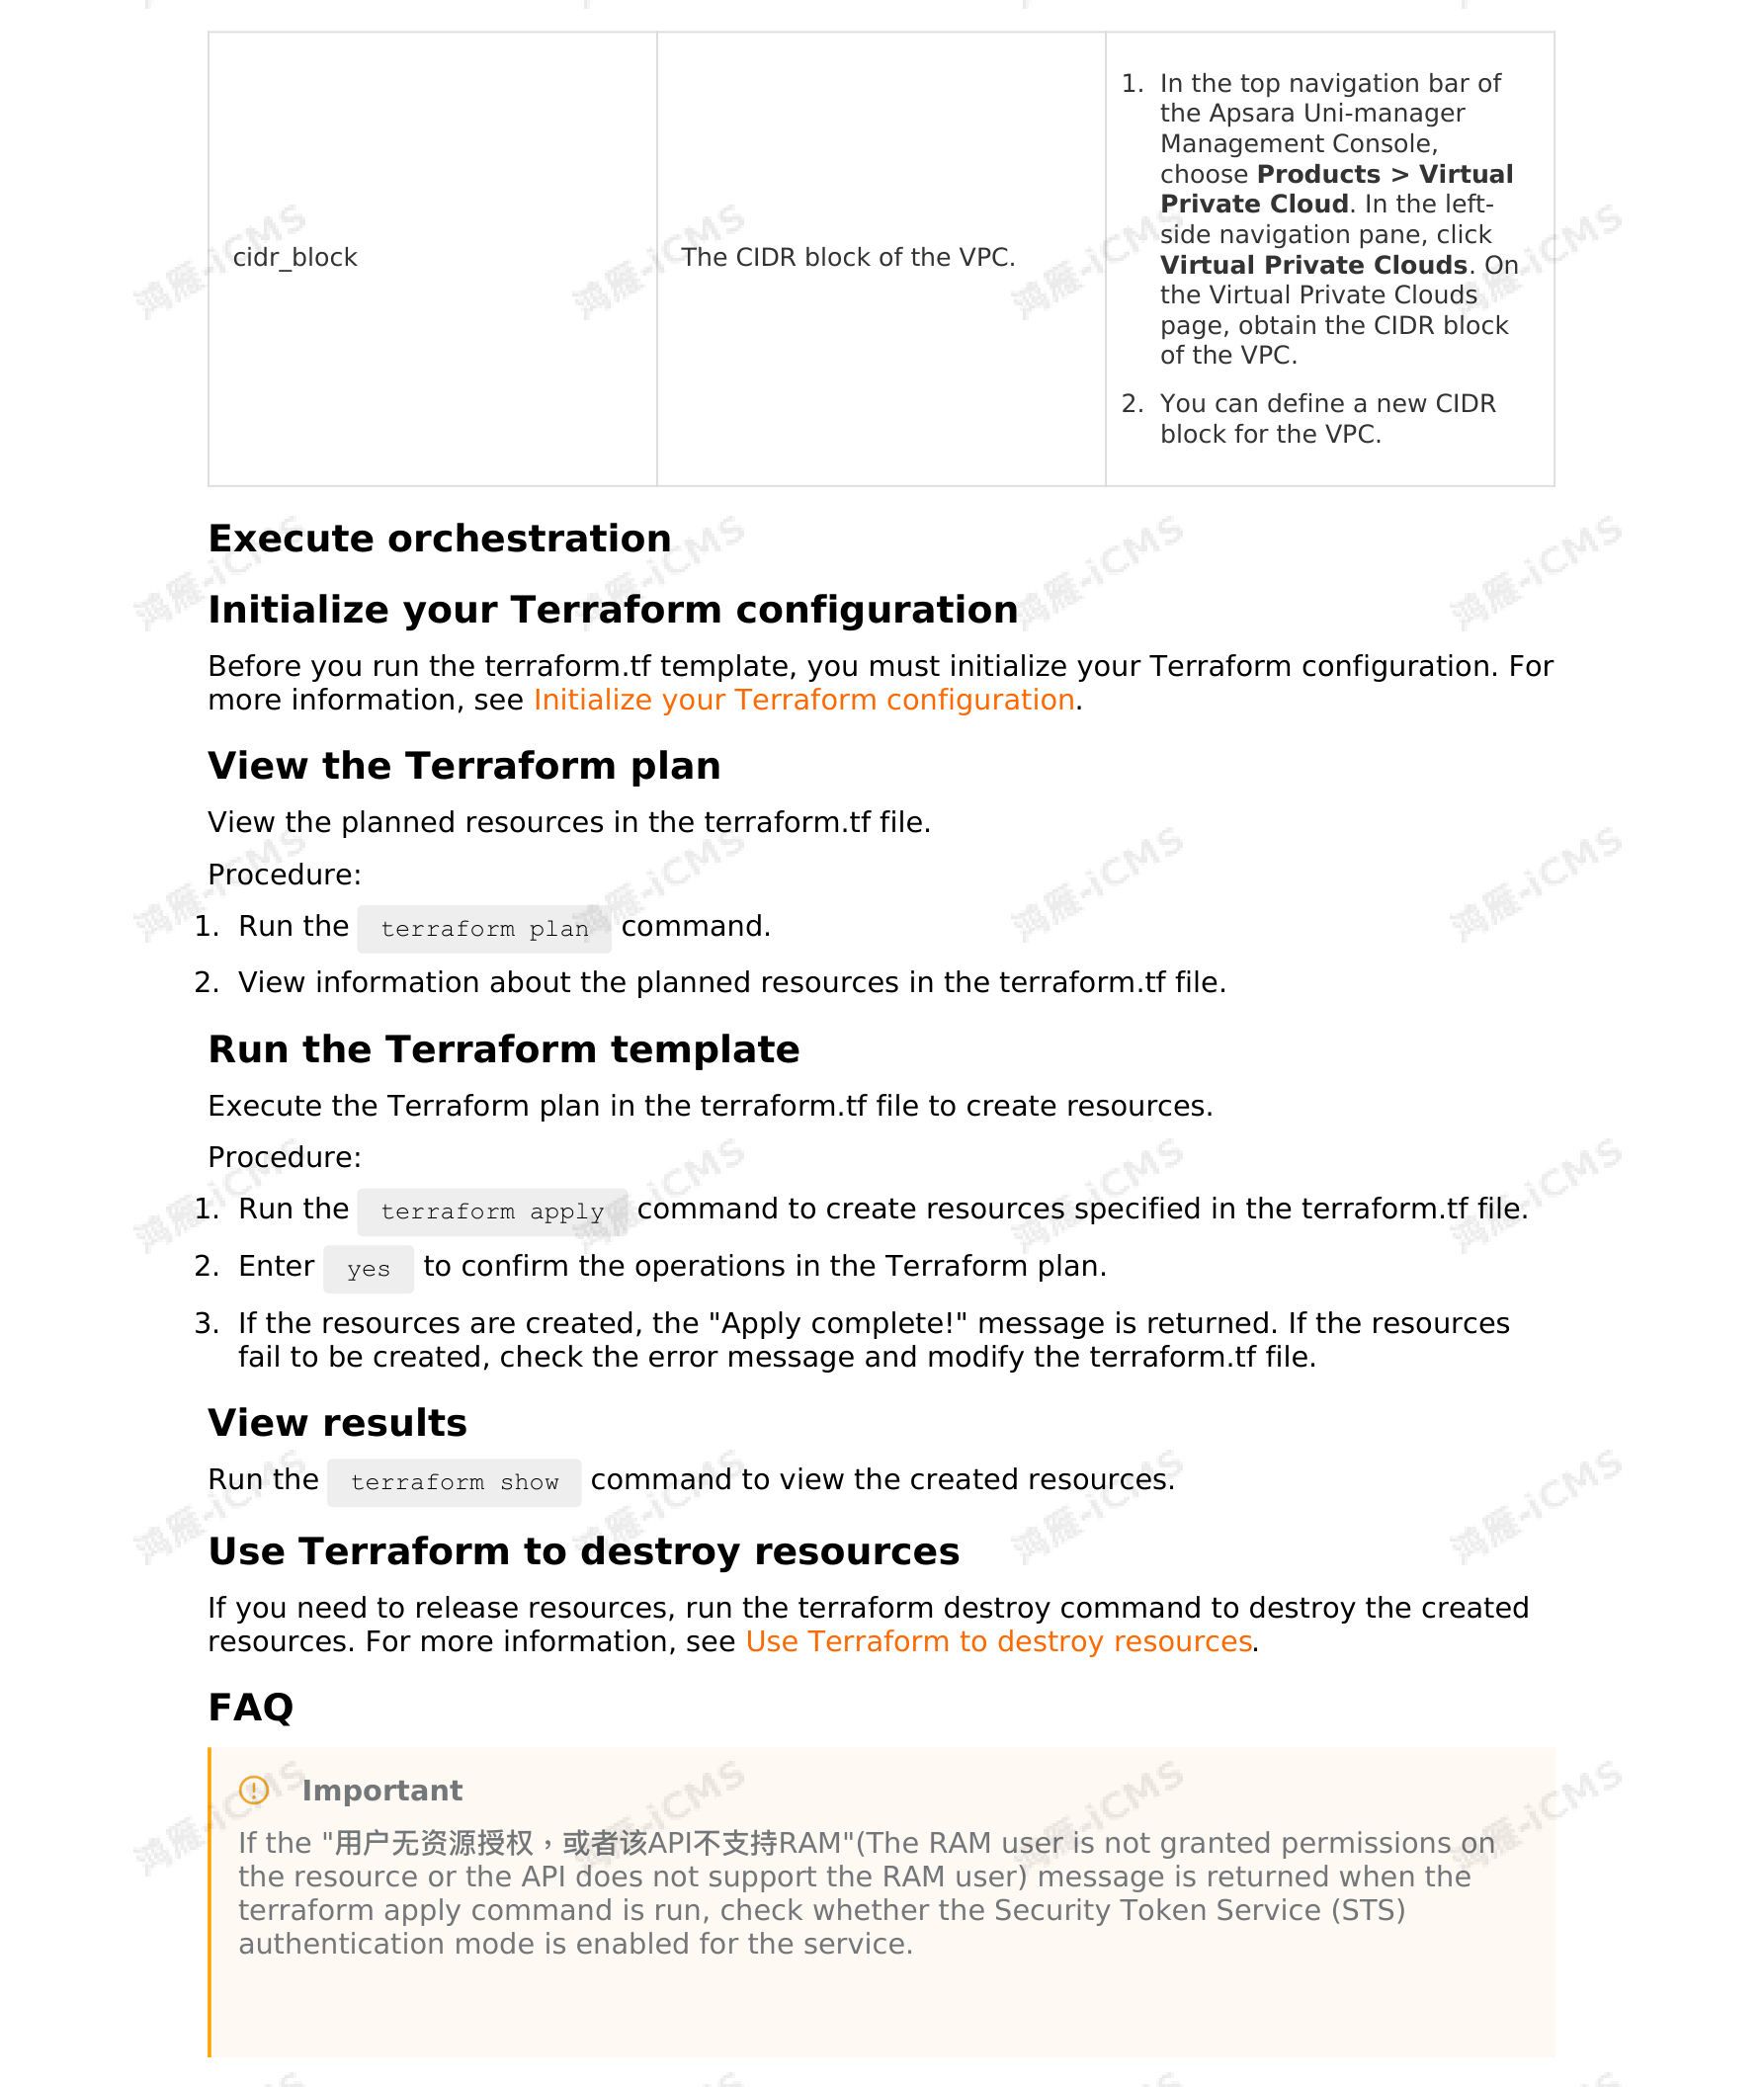 cidr_block
The CIDR block of the VPC.
1. In the top navigation bar of
the Apsara Uni-manager
Management Console,
choose Products > Virtual
Private Cloud. In the left-
side navigation pane, click
Virtual Private Clouds. On
the Virtual Private Clouds
page, obtain the CIDR block
of the VPC.
2. You can define a new CIDR
block for the VPC.
Execute orchestration
Initialize your Terraform configuration
Before you run the terraform.tf template, you must initialize your Terraform configuration. For
more information, see Initialize your Terraform configuration.
View the Terraform plan
View the planned resources in the terraform.tf file.
Procedure:
1. Run the terraform plan command.
2. View information about the planned resources in the terraform.tf file.
Run the Terraform template
Execute the Terraform plan in the terraform.tf file to create resources.
Procedure:
1. Run the terraform apply command to create resources specified in the terraform.tf file.
2. Enter yes to confirm the operations in the Terraform plan.
3. If the resources are created, the "Apply complete!" message is returned. If the resources
fail to be created, check the error message and modify the terraform.tf file.
View results
Run the terraform show command to view the created resources.
Use Terraform to destroy resources
If you need to release resources, run the terraform destroy command to destroy the created
resources. For more information, see Use Terraform to destroy resources.
FAQ
Important
If the "用户无资源授权，或者该API不支持RAM"(The RAM user is not granted permissions on
the resource or the API does not support the RAM user) message is returned when the
terraform apply command is run, check whether the Security Token Service (STS)
authentication mode is enabled for the service.
鸿雁-iCMS